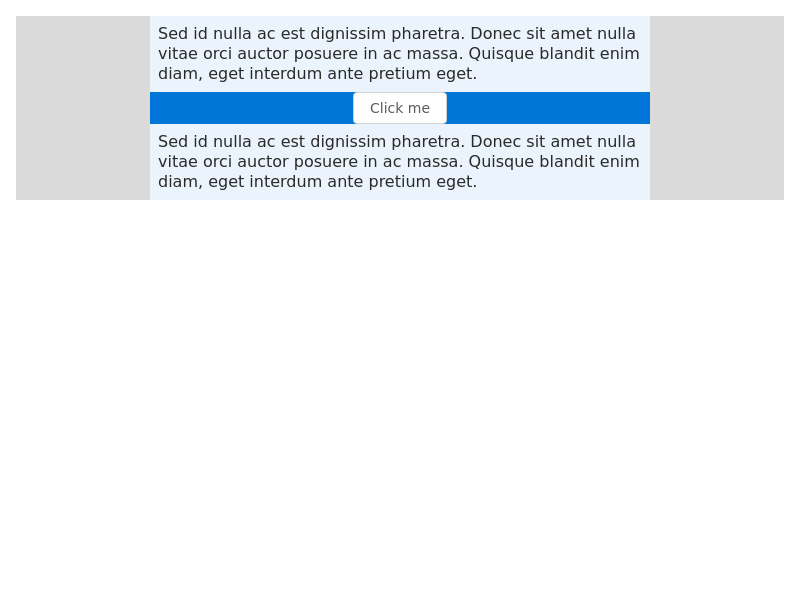 Sed id nulla ac est dignissim pharetra. Donec sit amet nulla
vitae orci auctor posuere in ac massa. Quisque blandit enim
diam, eget interdum ante pretium eget.
Click me
Sed id nulla ac est dignissim pharetra. Donec sit amet nulla
vitae orci auctor posuere in ac massa. Quisque blandit enim
diam, eget interdum ante pretium eget.